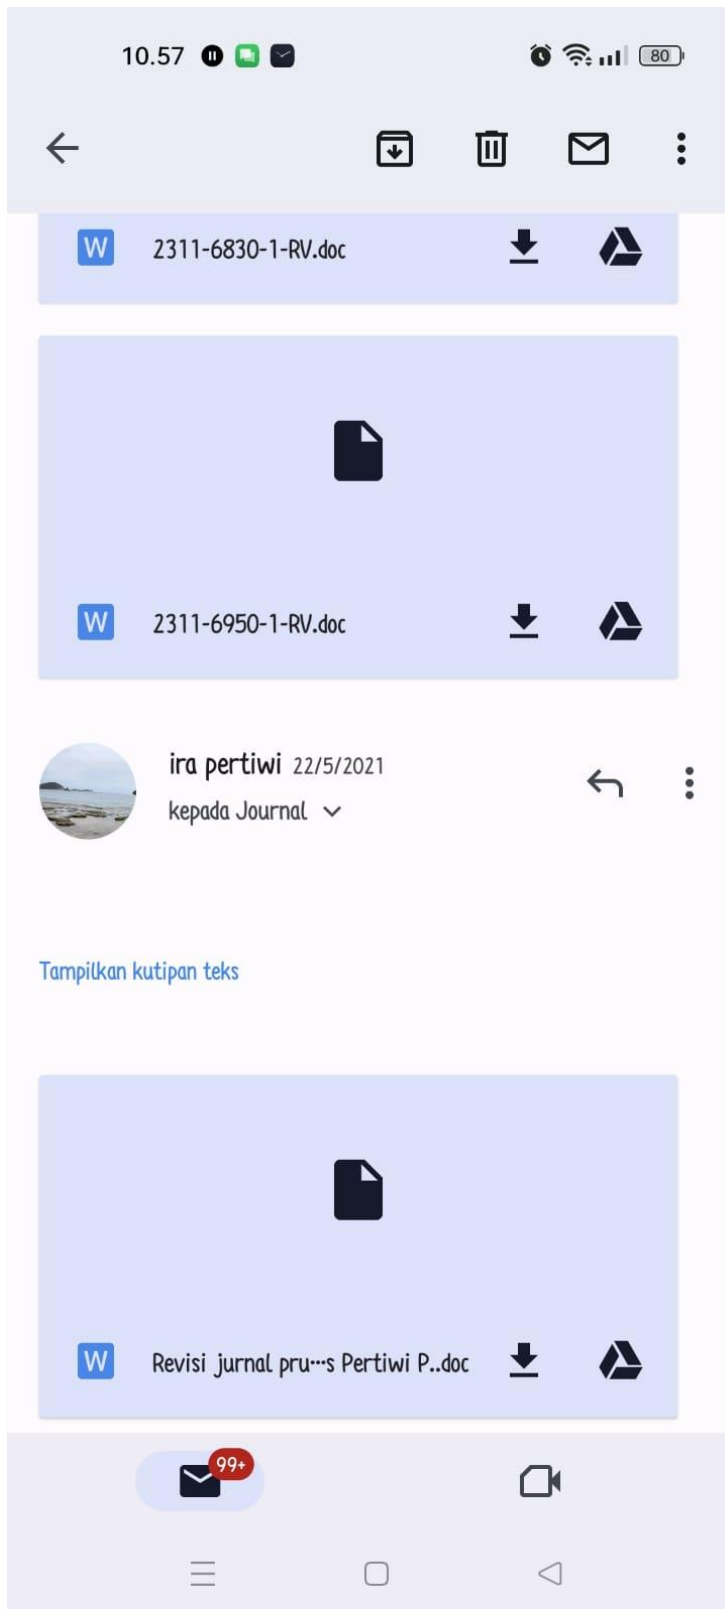 10.57
80
W 2311-6830-1-RV.doc
W 2311-6950-1-RV.doc
ira pertiwi 22/5/2021
kepada Journal
Tampilkan kutipan teks
W Revisi jurnal pru···s Pertiwi P..doc
99+